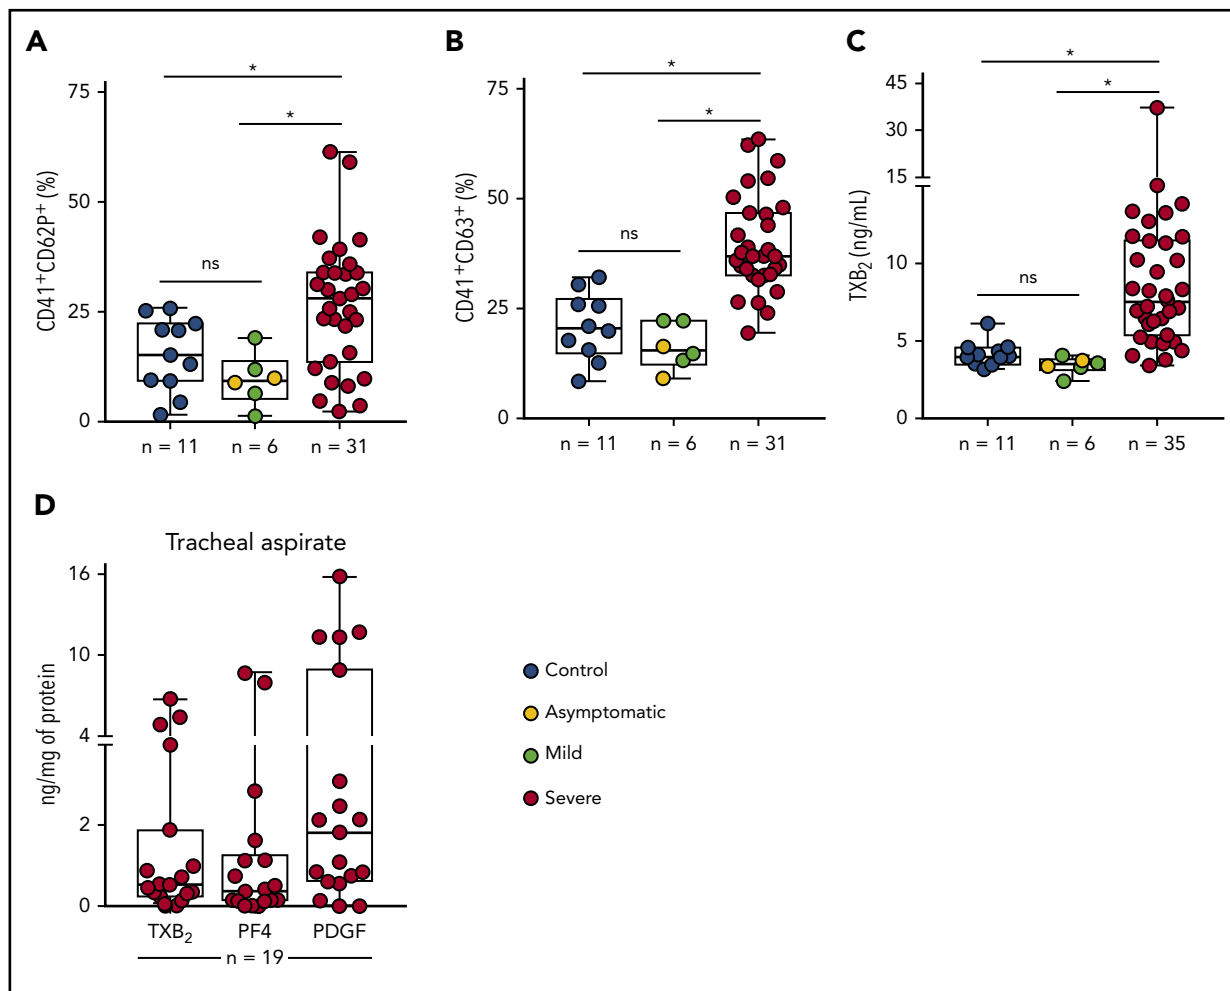 A
CD41+CD62P+ (%)
75
50
25
0
*
*
ns
n = 11
n = 6
n = 31
B
CD41+CD63+ (%)
75
50
25
0
*
*
ns
n = 11
n = 6
n = 31
C
TXB2 (ng/mL)
45
30
15
10
5
0
*
*
ns
n = 11
n = 6
n = 35
D
Tracheal aspirate
ng/mg of protein
16
10
4
2
0
TXB2
PF4
PDGF
n = 19
Control
Asymptomatic
Mild
Severe